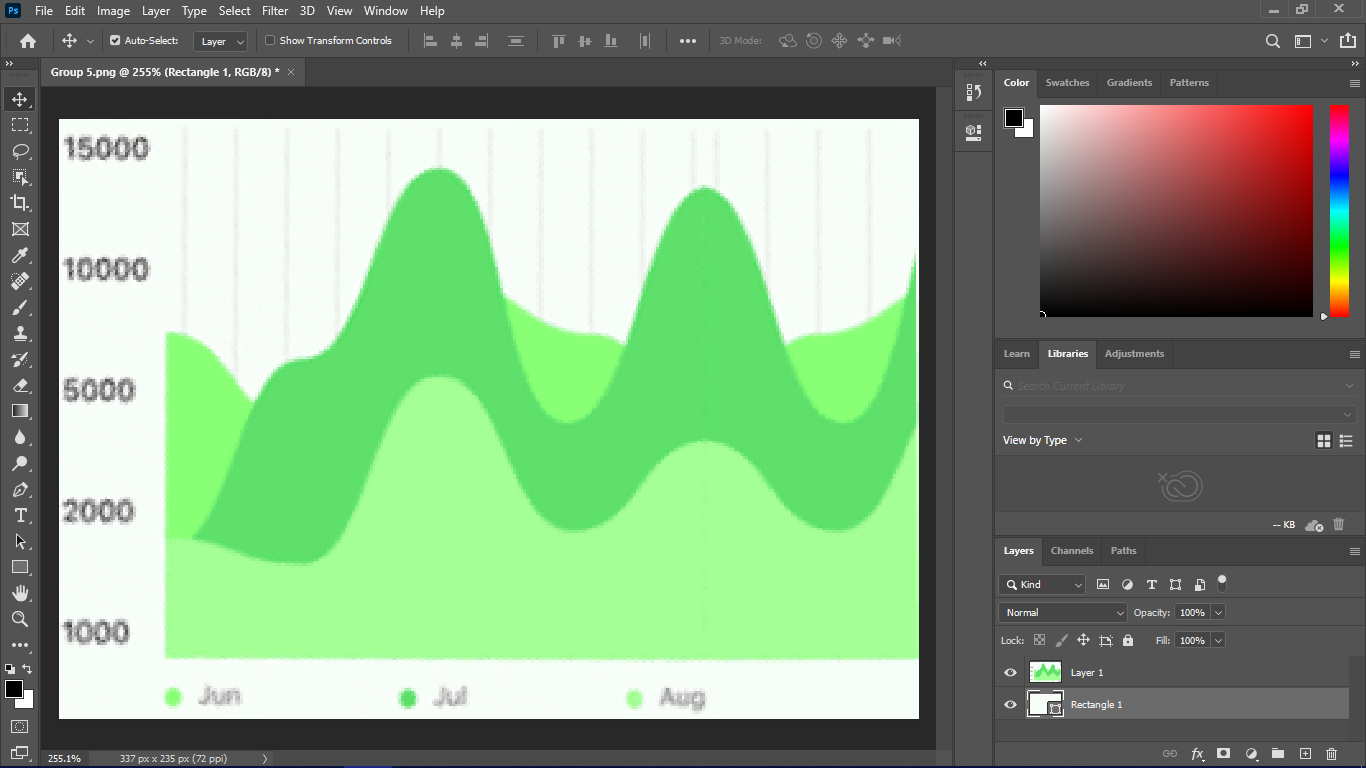 Ps File Edit Image Layer Type Select Filter 3D View Window Help
Auto-Select: Layer Show Transform Controls 3D Mode:
Group 5.png @ 255% (Rectangle 1, RGB/8) *
15000
10000
5000
2000
1000
Jun Jul Aug
255.1% 337 px x 235 px (72 ppi)
Color Swatches Gradients Patterns
Learn Libraries Adjustments
Search Current Library
View by Type
-- KB
Layers Channels Paths
Kind
Normal Opacity: 100%
Lock: Fill: 100%
Layer 1
Rectangle 1